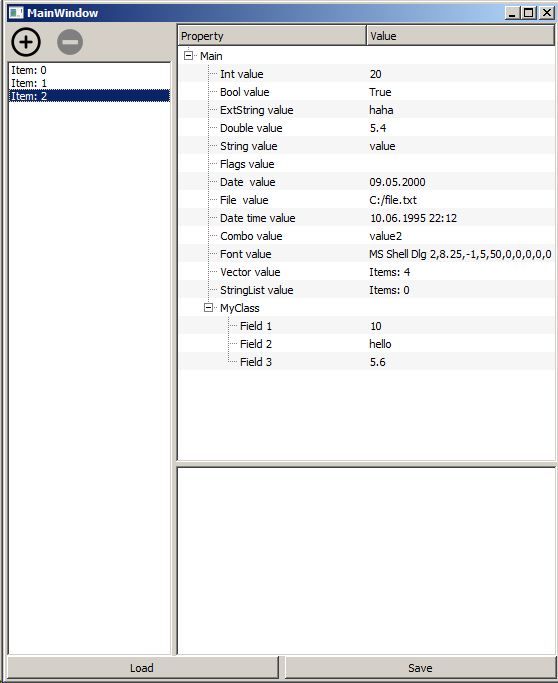 MainWindow
Item: 0
Item: 1
Item: 2
Property Value
Main
Int value 20
Bool value True
ExtString value haha
Double value 5.4
String value value
Flags value
Date  value 09.05.2000
File  value C:/file.txt
Date time value 10.06.1995 22:12
Combo value value2
Font value MS Shell Dlg 2,8.25,-1,5,50,0,0,0,0,0
Vector value Items: 4
StringList value Items: 0
MyClass
Field 1 10
Field 2 hello
Field 3 5.6
Load Save